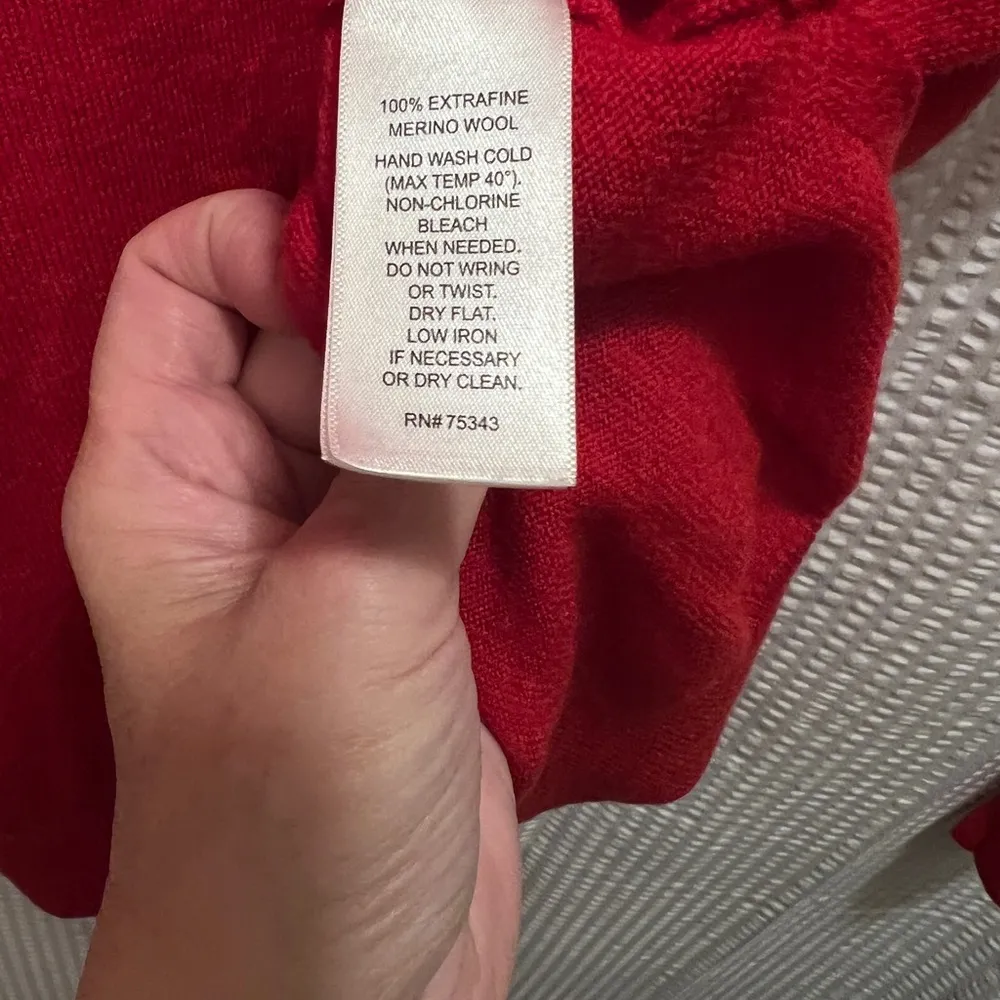 100% EXTRAFINE
MERINO WOOL
HAND WASH COLD
(MAX TEMP 40°).
NON-CHLORINE
BLEACH
WHEN NEEDED.
DO NOT WRING
OR TWIST.
DRY FLAT.
LOW IRON
IF NECESSARY
OR DRY CLEAN.
RN# 75343